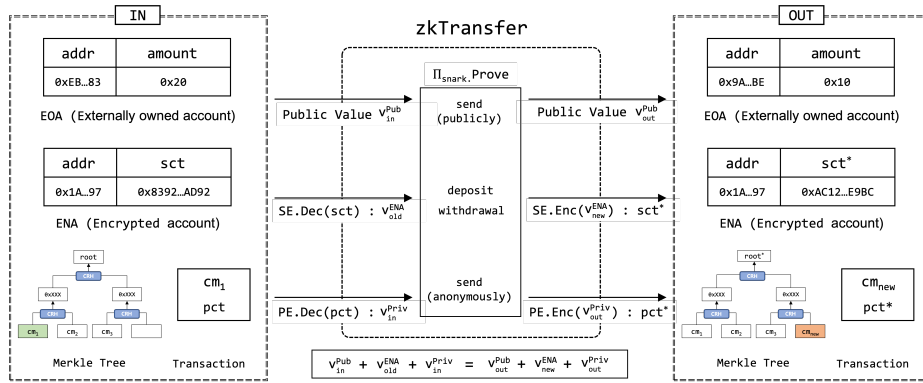 IN
addr amount
0xEB…83 0x20
EOA (Externally owned account)
addr sct
0x1A…97 0x8392…AD92
ENA (Encrypted account)
root
CRH
0xXXX 0xXXX
CRH CRH
cm₁ cm₂ cm₃
Merkle Tree
cm₁
pct
Transaction
zkTransfer
Πsnark.Prove
send
(publicly)
deposit
withdrawal
send
(anonymously)
Public Value v_in^Pub
SE.Dec(sct) : v_old^ENA
PE.Dec(pct) : v_in^Priv
Public Value v_out^Pub
SE.Enc(v_new^ENA) : sct*
PE.Enc(v_out^Priv) : pct*
v_in^Pub + v_old^ENA + v_in^Priv = v_out^Pub + v_new^ENA + v_out^Priv
OUT
addr amount
0x9A…BE 0x10
EOA (Externally owned account)
addr sct*
0x1A…97 0xAC12…E9BC
ENA (Encrypted account)
root*
CRH
0xXXX 0xXXX
CRH CRH
cm₁ cm₂ cm₃ cm_new
Merkle Tree
cm_new
pct*
Transaction